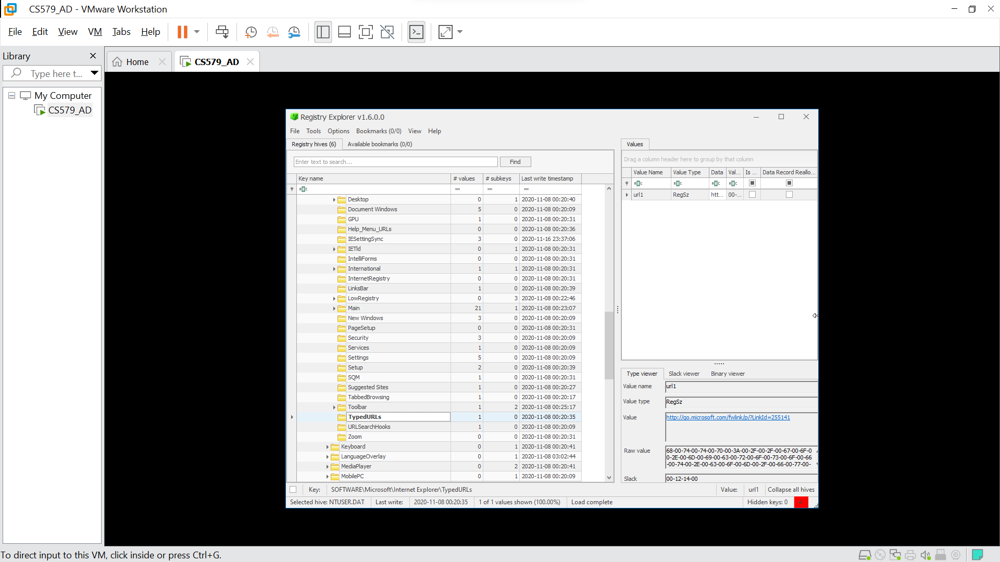 CS579_AD - VMware Workstation
File Edit View VM Tabs Help
Library
Type here t...
My Computer
CS579_AD
Home
CS579_AD
Registry Explorer v1.6.0.0
File Tools Options Bookmarks (0/0) View Help
Registry hives (6) Available bookmarks (0/0)
Enter text to search... Find
Key name # values # subkeys Last write timestamp
= = =
Desktop 0 1 2020-11-08 00:20:40
Document Windows 5 0 2020-11-08 00:20:09
GPU 1 0 2020-11-08 00:20:31
Help_Menu_URLs 0 0 2020-11-08 00:20:36
IESettingSync 3 0 2020-11-16 23:37:06
IETld 0 1 2020-11-08 00:20:31
IntelliForms 0 0 2020-11-08 00:20:31
International 1 1 2020-11-08 00:20:31
InternetRegistry 0 0 2020-11-08 00:20:31
LinksBar 1 0 2020-11-08 00:20:39
LowRegistry 0 3 2020-11-08 00:22:46
Main 21 1 2020-11-08 00:23:07
New Windows 3 0 2020-11-08 00:20:09
PageSetup 0 0 2020-11-08 00:20:31
Security 3 0 2020-11-08 00:20:09
Services 1 0 2020-11-08 00:20:09
Settings 5 0 2020-11-08 00:20:09
Setup 2 0 2020-11-08 00:20:39
SQM 1 0 2020-11-08 00:20:31
Suggested Sites 1 0 2020-11-08 00:20:27
TabbedBrowsing 1 0 2020-11-08 00:20:17
Toolbar 1 2 2020-11-08 00:25:17
TypedURLs 1 0 2020-11-08 00:20:35
URLSearchHooks 1 0 2020-11-08 00:20:09
Zoom 0 0 2020-11-08 00:20:31
Keyboard 0 1 2020-11-08 00:20:41
LanguageOverlay 0 1 2020-11-08 03:02:44
MediaPlayer 0 2 2020-11-08 00:20:41
MobilePC 0 1 2020-11-08 00:20:09
Values
Drag a column header here to group by that column
Value Name Value Type Data Val... Is ... Data Record Reallo...
url1 RegSz htt... 00-...
Type viewer Slack viewer Binary viewer
Value name url1
Value type RegSz
Value http://go.microsoft.com/fwlink/p/?LinkId=255141
Raw value 68-00-74-00-74-00-70-00-3A-00-2F-00-2F-00-67-00-6F-0
0-2E-00-6D-00-69-00-63-00-72-00-6F-00-73-00-6F-00-66
-00-74-00-2E-00-63-00-6F-00-6D-00-2F-00-66-00-77-00-
Slack 00-12-14-00
Key: SOFTWARE\Microsoft\Internet Explorer\TypedURLs Value: url1 Collapse all hives
Selected hive: NTUSER.DAT Last write: 2020-11-08 00:20:35 1 of 1 values shown (100.00%) Load complete Hidden keys: 0
To direct input to this VM, click inside or press Ctrl+G.